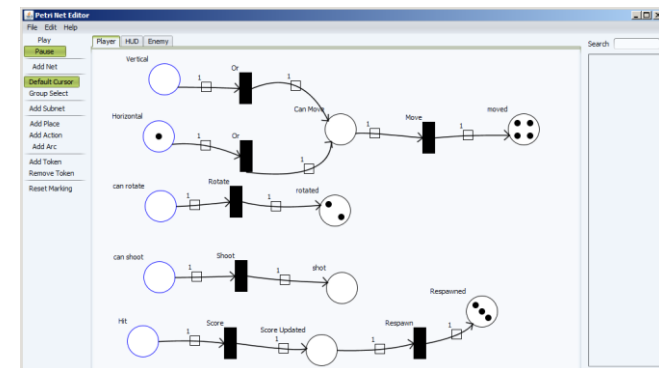 Petri Net Editor
File Edit Help
Play
Pause
Add Net
Default Cursor
Group Select
Add Subnet
Add Place
Add Action
Add Arc
Add Token
Remove Token
Reset Marking
Player HUD Enemy
Search
Vertical
1
Or
1
Can Move
Horizontal
1
Or
1
1
Move
1
moved
can rotate
1
Rotate
1
rotated
can shoot
1
Shoot
1
shot
Hit
1
Score
1
Score Updated
1
Respawn
1
Respawned